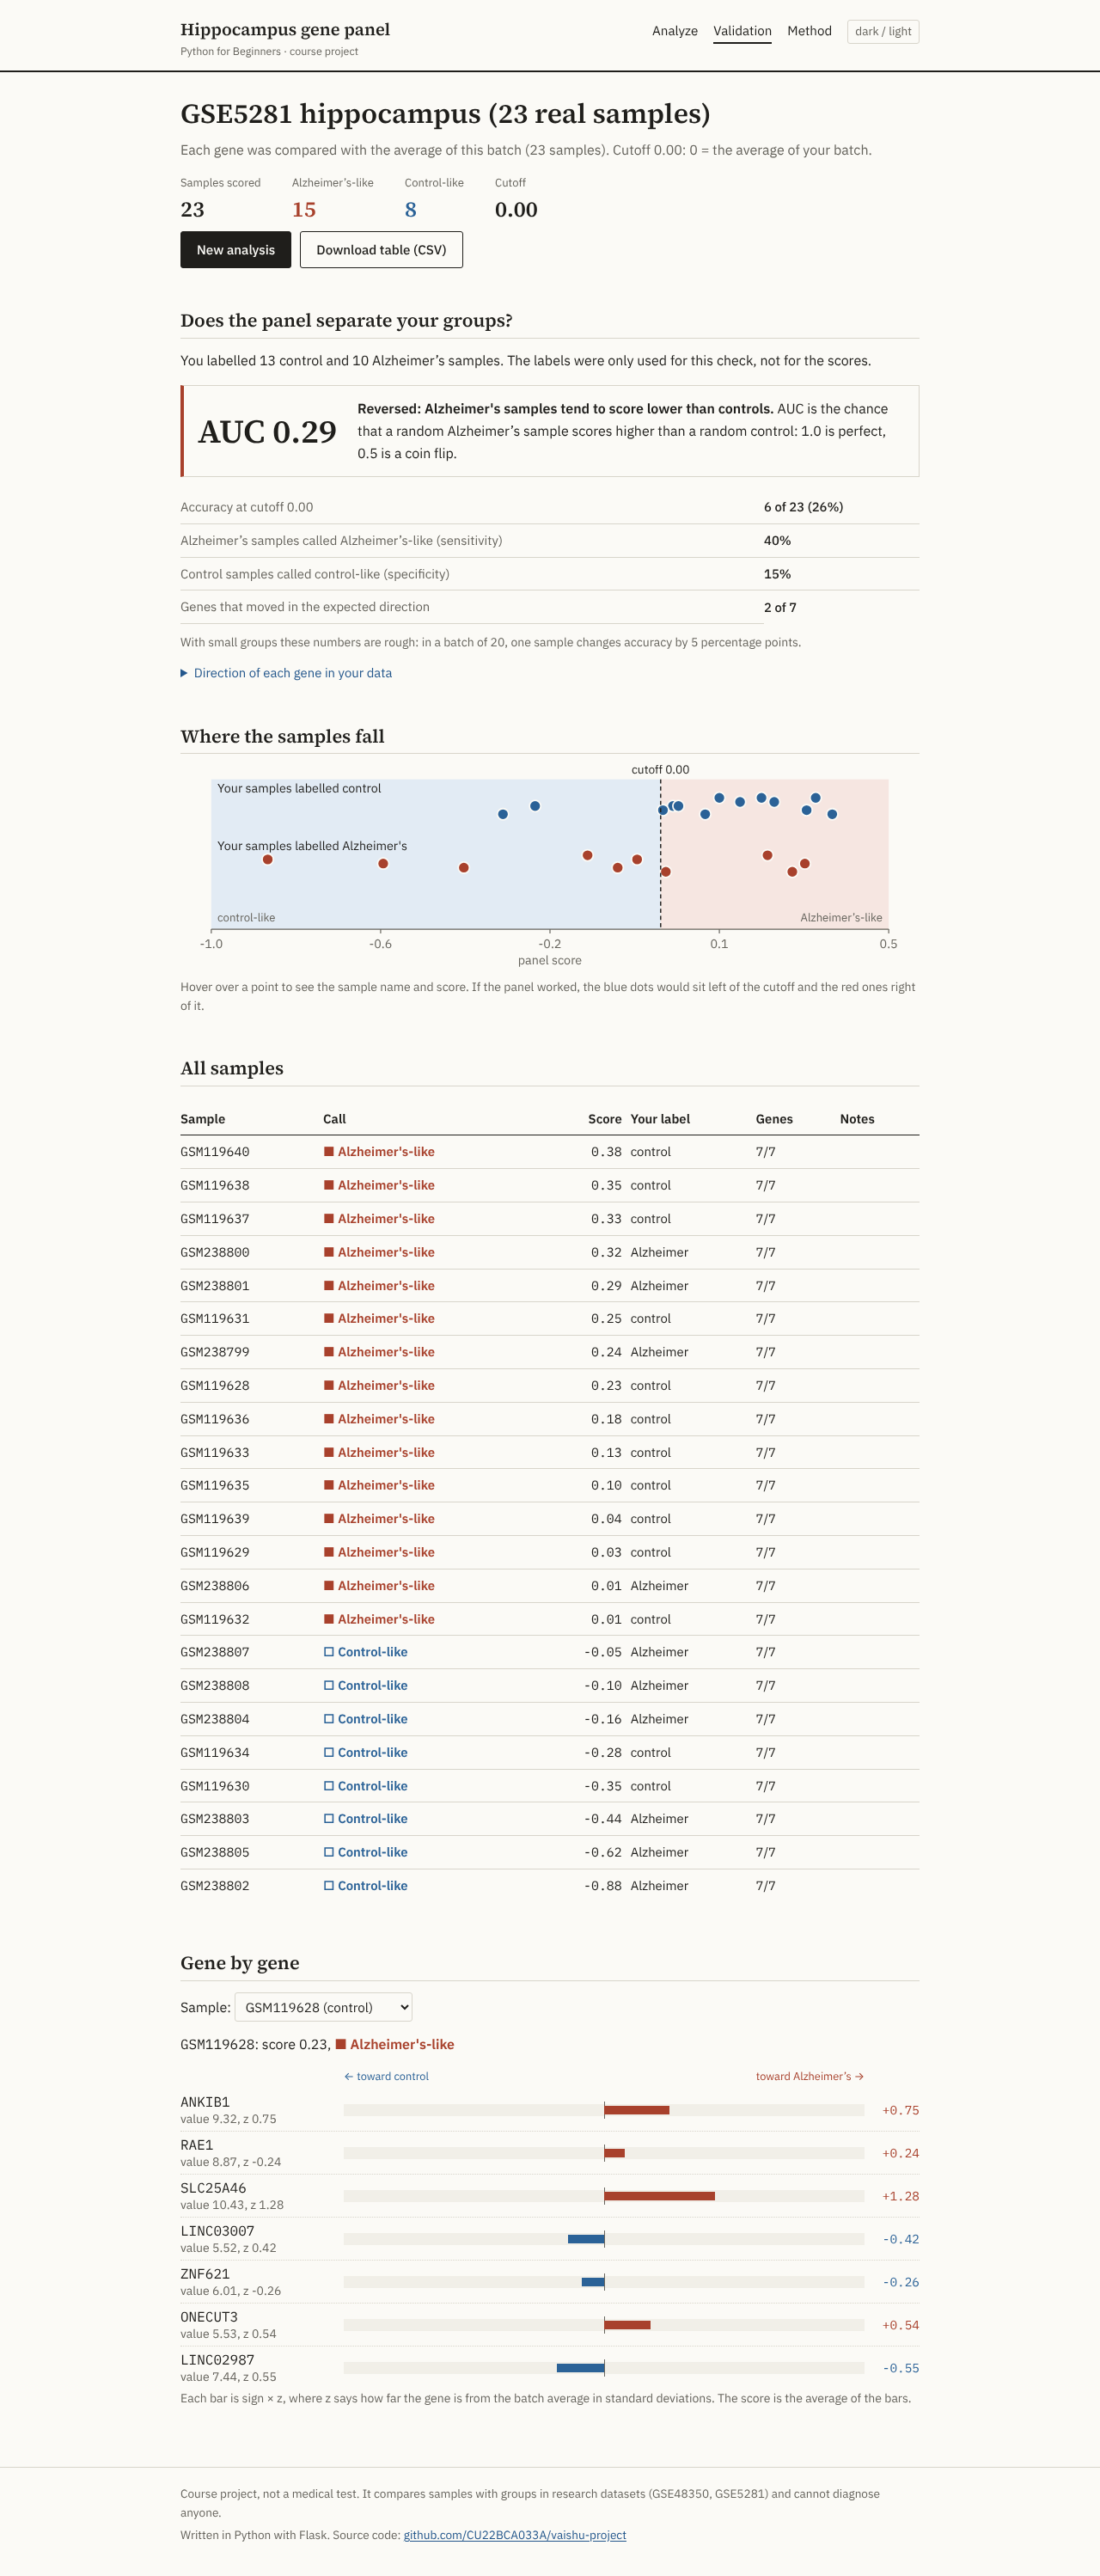 Hippocampus gene panel
Python for Beginners · course project
Analyze Validation Method dark / light
GSE5281 hippocampus (23 real samples)
Each gene was compared with the average of this batch (23 samples). Cutoff 0.00: 0 = the average of your batch.
Samples scored Alzheimer’s-like Control-like Cutoff
23 15 8 0.00
New analysis Download table (CSV)
Does the panel separate your groups?
You labelled 13 control and 10 Alzheimer’s samples. The labels were only used for this check, not for the scores.
AUC 0.29
Reversed: Alzheimer's samples tend to score lower than controls. AUC is the chance
that a random Alzheimer’s sample scores higher than a random control: 1.0 is perfect,
0.5 is a coin flip.
Accuracy at cutoff 0.00 6 of 23 (26%)
Alzheimer’s samples called Alzheimer’s-like (sensitivity) 40%
Control samples called control-like (specificity) 15%
Genes that moved in the expected direction 2 of 7
With small groups these numbers are rough: in a batch of 20, one sample changes accuracy by 5 percentage points.
▶ Direction of each gene in your data
Where the samples fall
cutoff 0.00
Your samples labelled control
Your samples labelled Alzheimer's
control-like Alzheimer’s-like
-1.0 -0.6 -0.2 0.1 0.5
panel score
Hover over a point to see the sample name and score. If the panel worked, the blue dots would sit left of the cutoff and the red ones right
of it.
All samples
Sample Call Score Your label Genes Notes
GSM119640 ■ Alzheimer's-like 0.38 control 7/7
GSM119638 ■ Alzheimer's-like 0.35 control 7/7
GSM119637 ■ Alzheimer's-like 0.33 control 7/7
GSM238800 ■ Alzheimer's-like 0.32 Alzheimer 7/7
GSM238801 ■ Alzheimer's-like 0.29 Alzheimer 7/7
GSM119631 ■ Alzheimer's-like 0.25 control 7/7
GSM238799 ■ Alzheimer's-like 0.24 Alzheimer 7/7
GSM119628 ■ Alzheimer's-like 0.23 control 7/7
GSM119636 ■ Alzheimer's-like 0.18 control 7/7
GSM119633 ■ Alzheimer's-like 0.13 control 7/7
GSM119635 ■ Alzheimer's-like 0.10 control 7/7
GSM119639 ■ Alzheimer's-like 0.04 control 7/7
GSM119629 ■ Alzheimer's-like 0.03 control 7/7
GSM238806 ■ Alzheimer's-like 0.01 Alzheimer 7/7
GSM119632 ■ Alzheimer's-like 0.01 control 7/7
GSM238807 □ Control-like -0.05 Alzheimer 7/7
GSM238808 □ Control-like -0.10 Alzheimer 7/7
GSM238804 □ Control-like -0.16 Alzheimer 7/7
GSM119634 □ Control-like -0.28 control 7/7
GSM119630 □ Control-like -0.35 control 7/7
GSM238803 □ Control-like -0.44 Alzheimer 7/7
GSM238805 □ Control-like -0.62 Alzheimer 7/7
GSM238802 □ Control-like -0.88 Alzheimer 7/7
Gene by gene
Sample: GSM119628 (control)
GSM119628: score 0.23, ■ Alzheimer's-like
← toward control toward Alzheimer’s →
ANKIB1
value 9.32, z 0.75 +0.75
RAE1
value 8.87, z -0.24 +0.24
SLC25A46
value 10.43, z 1.28 +1.28
LINC03007
value 5.52, z 0.42 -0.42
ZNF621
value 6.01, z -0.26 -0.26
ONECUT3
value 5.53, z 0.54 +0.54
LINC02987
value 7.44, z 0.55 -0.55
Each bar is sign × z, where z says how far the gene is from the batch average in standard deviations. The score is the average of the bars.
Course project, not a medical test. It compares samples with groups in research datasets (GSE48350, GSE5281) and cannot diagnose
anyone.
Written in Python with Flask. Source code: github.com/CU22BCA033A/vaishu-project